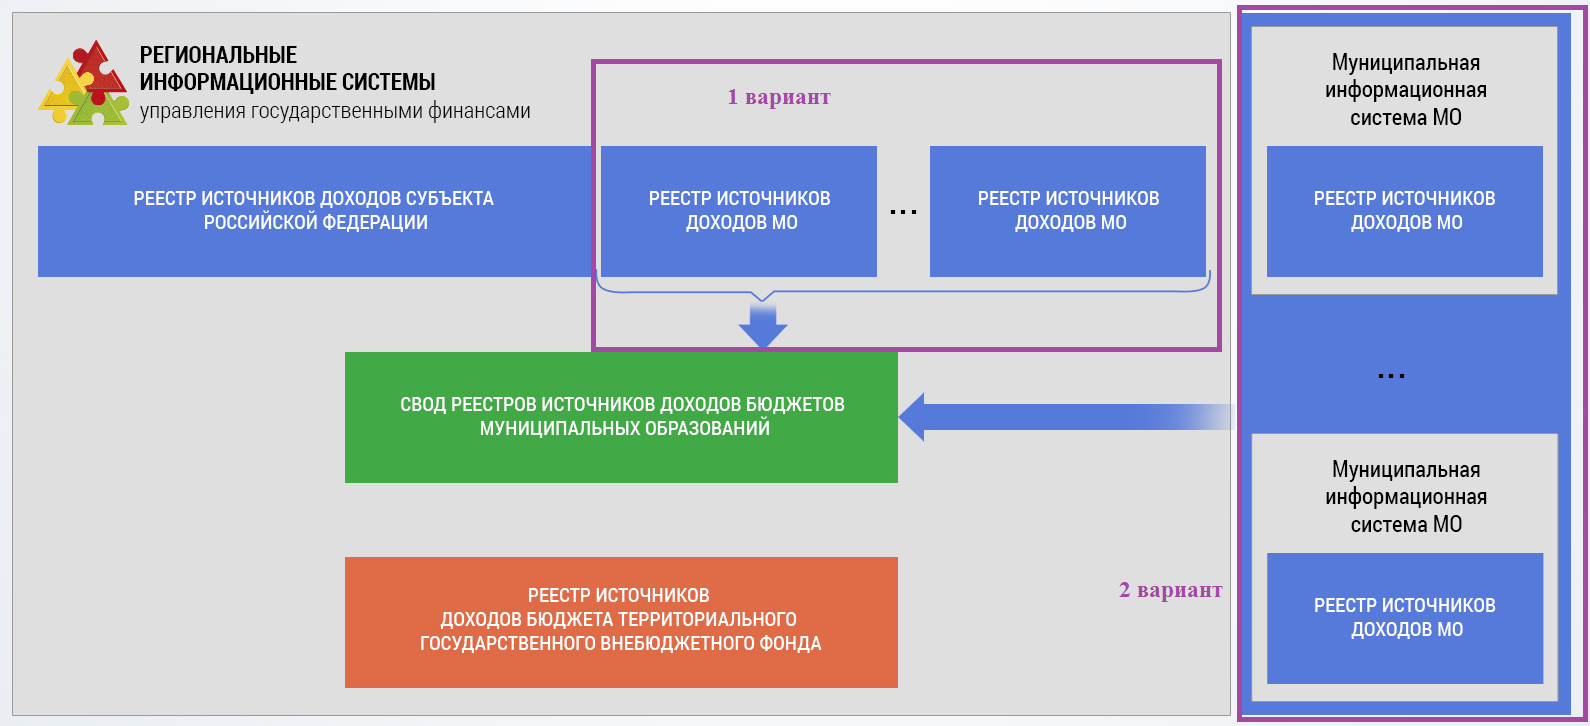 РЕГИОНАЛЬНЫЕ
ИНФОРМАЦИОННЫЕ СИСТЕМЫ
управления государственными финансами
1 вариант
РЕЕСТР ИСТОЧНИКОВ ДОХОДОВ СУБЪЕКТА
РОССИЙСКОЙ ФЕДЕРАЦИИ
РЕЕСТР ИСТОЧНИКОВ
ДОХОДОВ МО
...
РЕЕСТР ИСТОЧНИКОВ
ДОХОДОВ МО
СВОД РЕЕСТРОВ ИСТОЧНИКОВ ДОХОДОВ БЮДЖЕТОВ
МУНИЦИПАЛЬНЫХ ОБРАЗОВАНИЙ
РЕЕСТР ИСТОЧНИКОВ
ДОХОДОВ БЮДЖЕТА ТЕРРИТОРИАЛЬНОГО
ГОСУДАРСТВЕННОГО ВНЕБЮДЖЕТНОГО ФОНДА
2 вариант
Муниципальная
информационная
система МО
РЕЕСТР ИСТОЧНИКОВ
ДОХОДОВ МО
...
Муниципальная
информационная
система МО
РЕЕСТР ИСТОЧНИКОВ
ДОХОДОВ МО